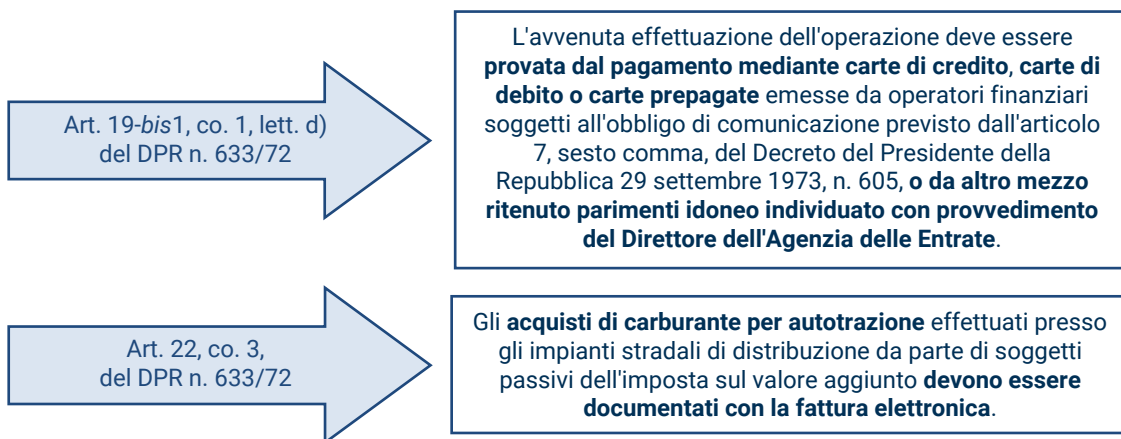 Art. 19-bis1, co. 1, lett. d)
del DPR n. 633/72
L'avvenuta effettuazione dell'operazione deve essere
provata dal pagamento mediante carte di credito, carte di
debito o carte prepagate emesse da operatori finanziari
soggetti all'obbligo di comunicazione previsto dall'articolo
7, sesto comma, del Decreto del Presidente della
Repubblica 29 settembre 1973, n. 605, o da altro mezzo
ritenuto parimenti idoneo individuato con provvedimento
del Direttore dell'Agenzia delle Entrate.
Art. 22, co. 3,
del DPR n. 633/72
Gli acquisti di carburante per autotrazione effettuati presso
gli impianti stradali di distribuzione da parte di soggetti
passivi dell'imposta sul valore aggiunto devono essere
documentati con la fattura elettronica.